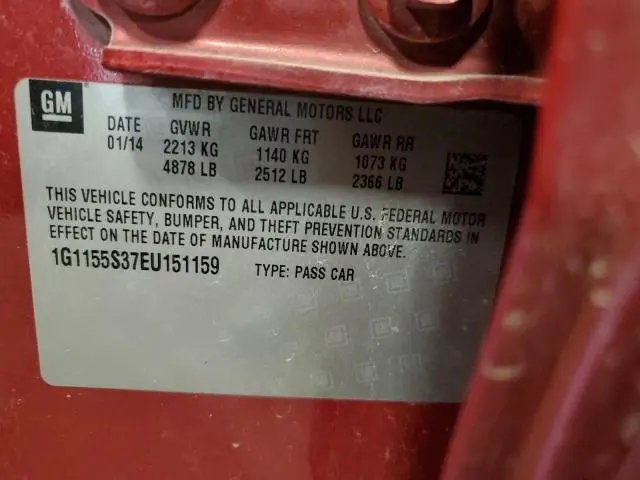 GM
MFD BY GENERAL MOTORS LLC
DATE GVWR GAWR FRT GAWR RR
01/14 2213 KG 1140 KG 1073 KG
4878 LB 2512 LB 2366 LB
THIS VEHICLE CONFORMS TO ALL APPLICABLE U.S. FEDERAL MOTOR
VEHICLE SAFETY, BUMPER, AND THEFT PREVENTION STANDARDS IN
EFFECT ON THE DATE OF MANUFACTURE SHOWN ABOVE.
1G1155S37EU151159 TYPE: PASS CAR